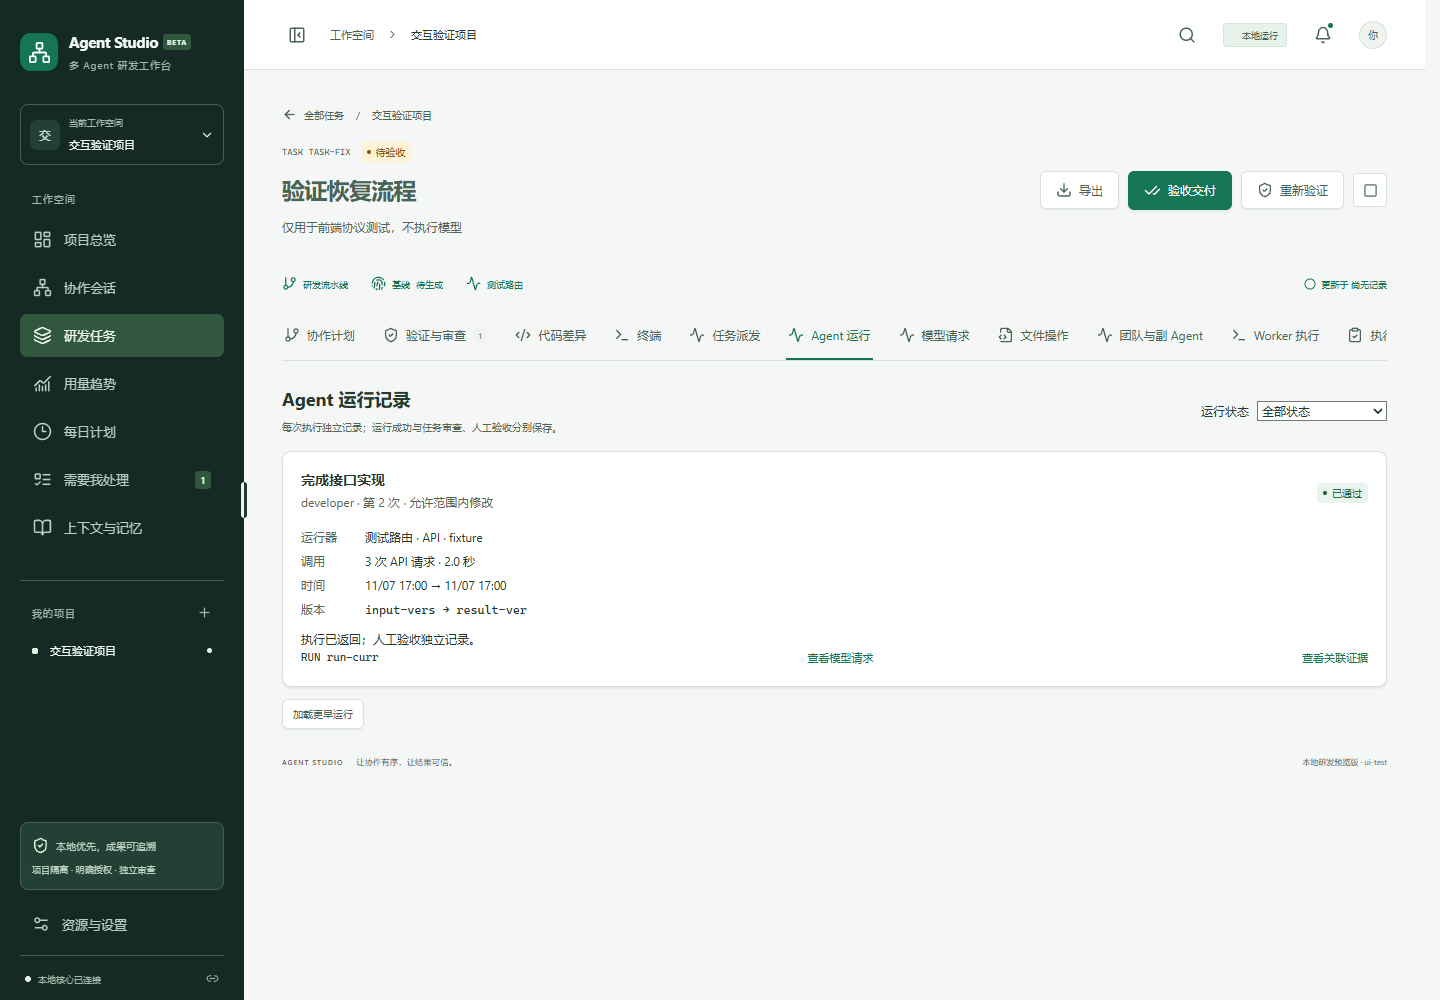 Agent Studio BETA
多 Agent 研发工作台
交
当前工作空间
交互验证项目
工作空间
项目总览
协作会话
研发任务
用量趋势
每日计划
需要我处理 1
上下文与记忆
我的项目
交互验证项目
本地优先，成果可追溯
项目隔离 · 明确授权 · 独立审查
资源与设置
本地核心已连接
工作空间 交互验证项目
本地运行
你
全部任务 / 交互验证项目
TASK TASK-FIX 待验收
验证恢复流程
导出
验收交付
重新验证
仅用于前端协议测试，不执行模型
研发流水线 基线 待生成 测试路由
更新于 尚无记录
协作计划 验证与审查 1 代码差异 终端 任务派发 Agent 运行 模型请求 文件操作 团队与副 Agent Worker 执行 执行
Agent 运行记录
每次执行独立记录；运行成功与任务审查、人工验收分别保存。
运行状态 全部状态
完成接口实现
developer · 第 2 次 · 允许范围内修改
已通过
运行器 测试路由 · API · fixture
调用 3 次 API 请求 · 2.0 秒
时间 11/07 17:00 → 11/07 17:00
版本 input-vers → result-ver
执行已返回；人工验收独立记录。
RUN run-curr 查看模型请求 查看关联证据
加载更早运行
AGENT STUDIO 让协作有序，让结果可信。
本地研发预览版 · ui-test